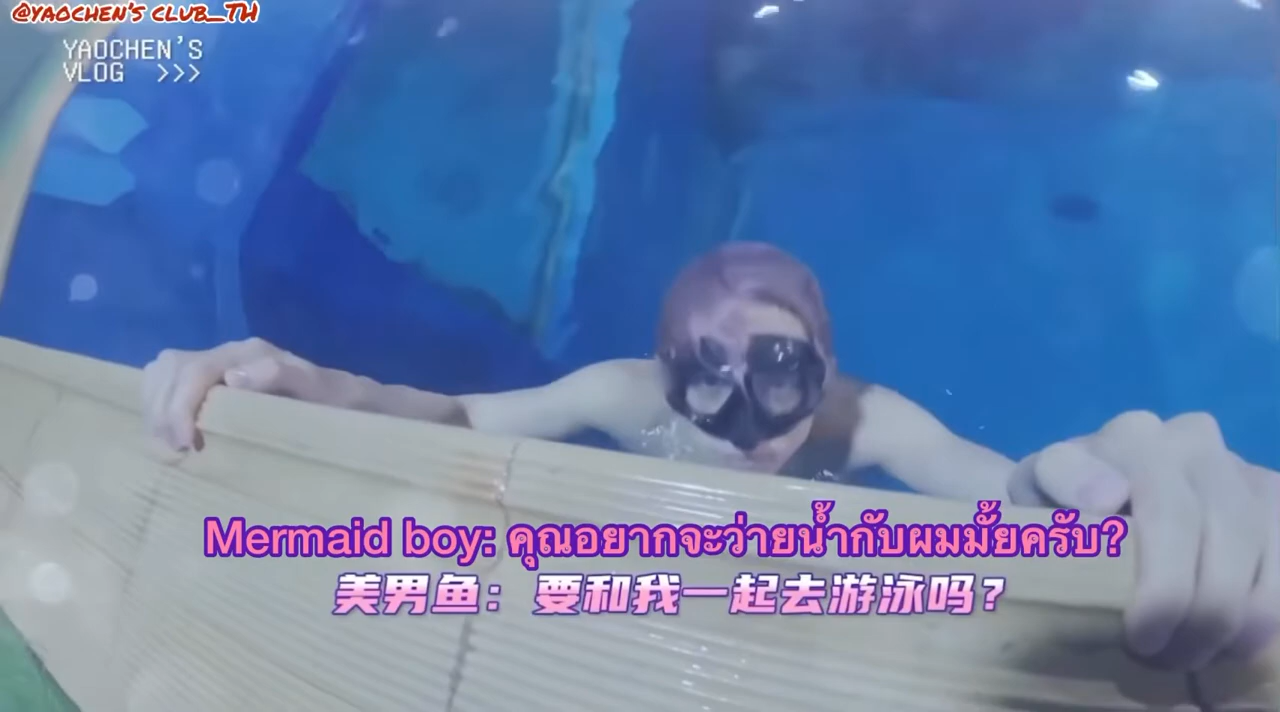 @YAOCHEN'S CLUB_TH
YAOCHEN'S
VLOG >>>
Mermaid boy: คุณอยากจะว่ายน้ำกับผมมั้ยครับ?
美男鱼：要和我一起去游泳吗？